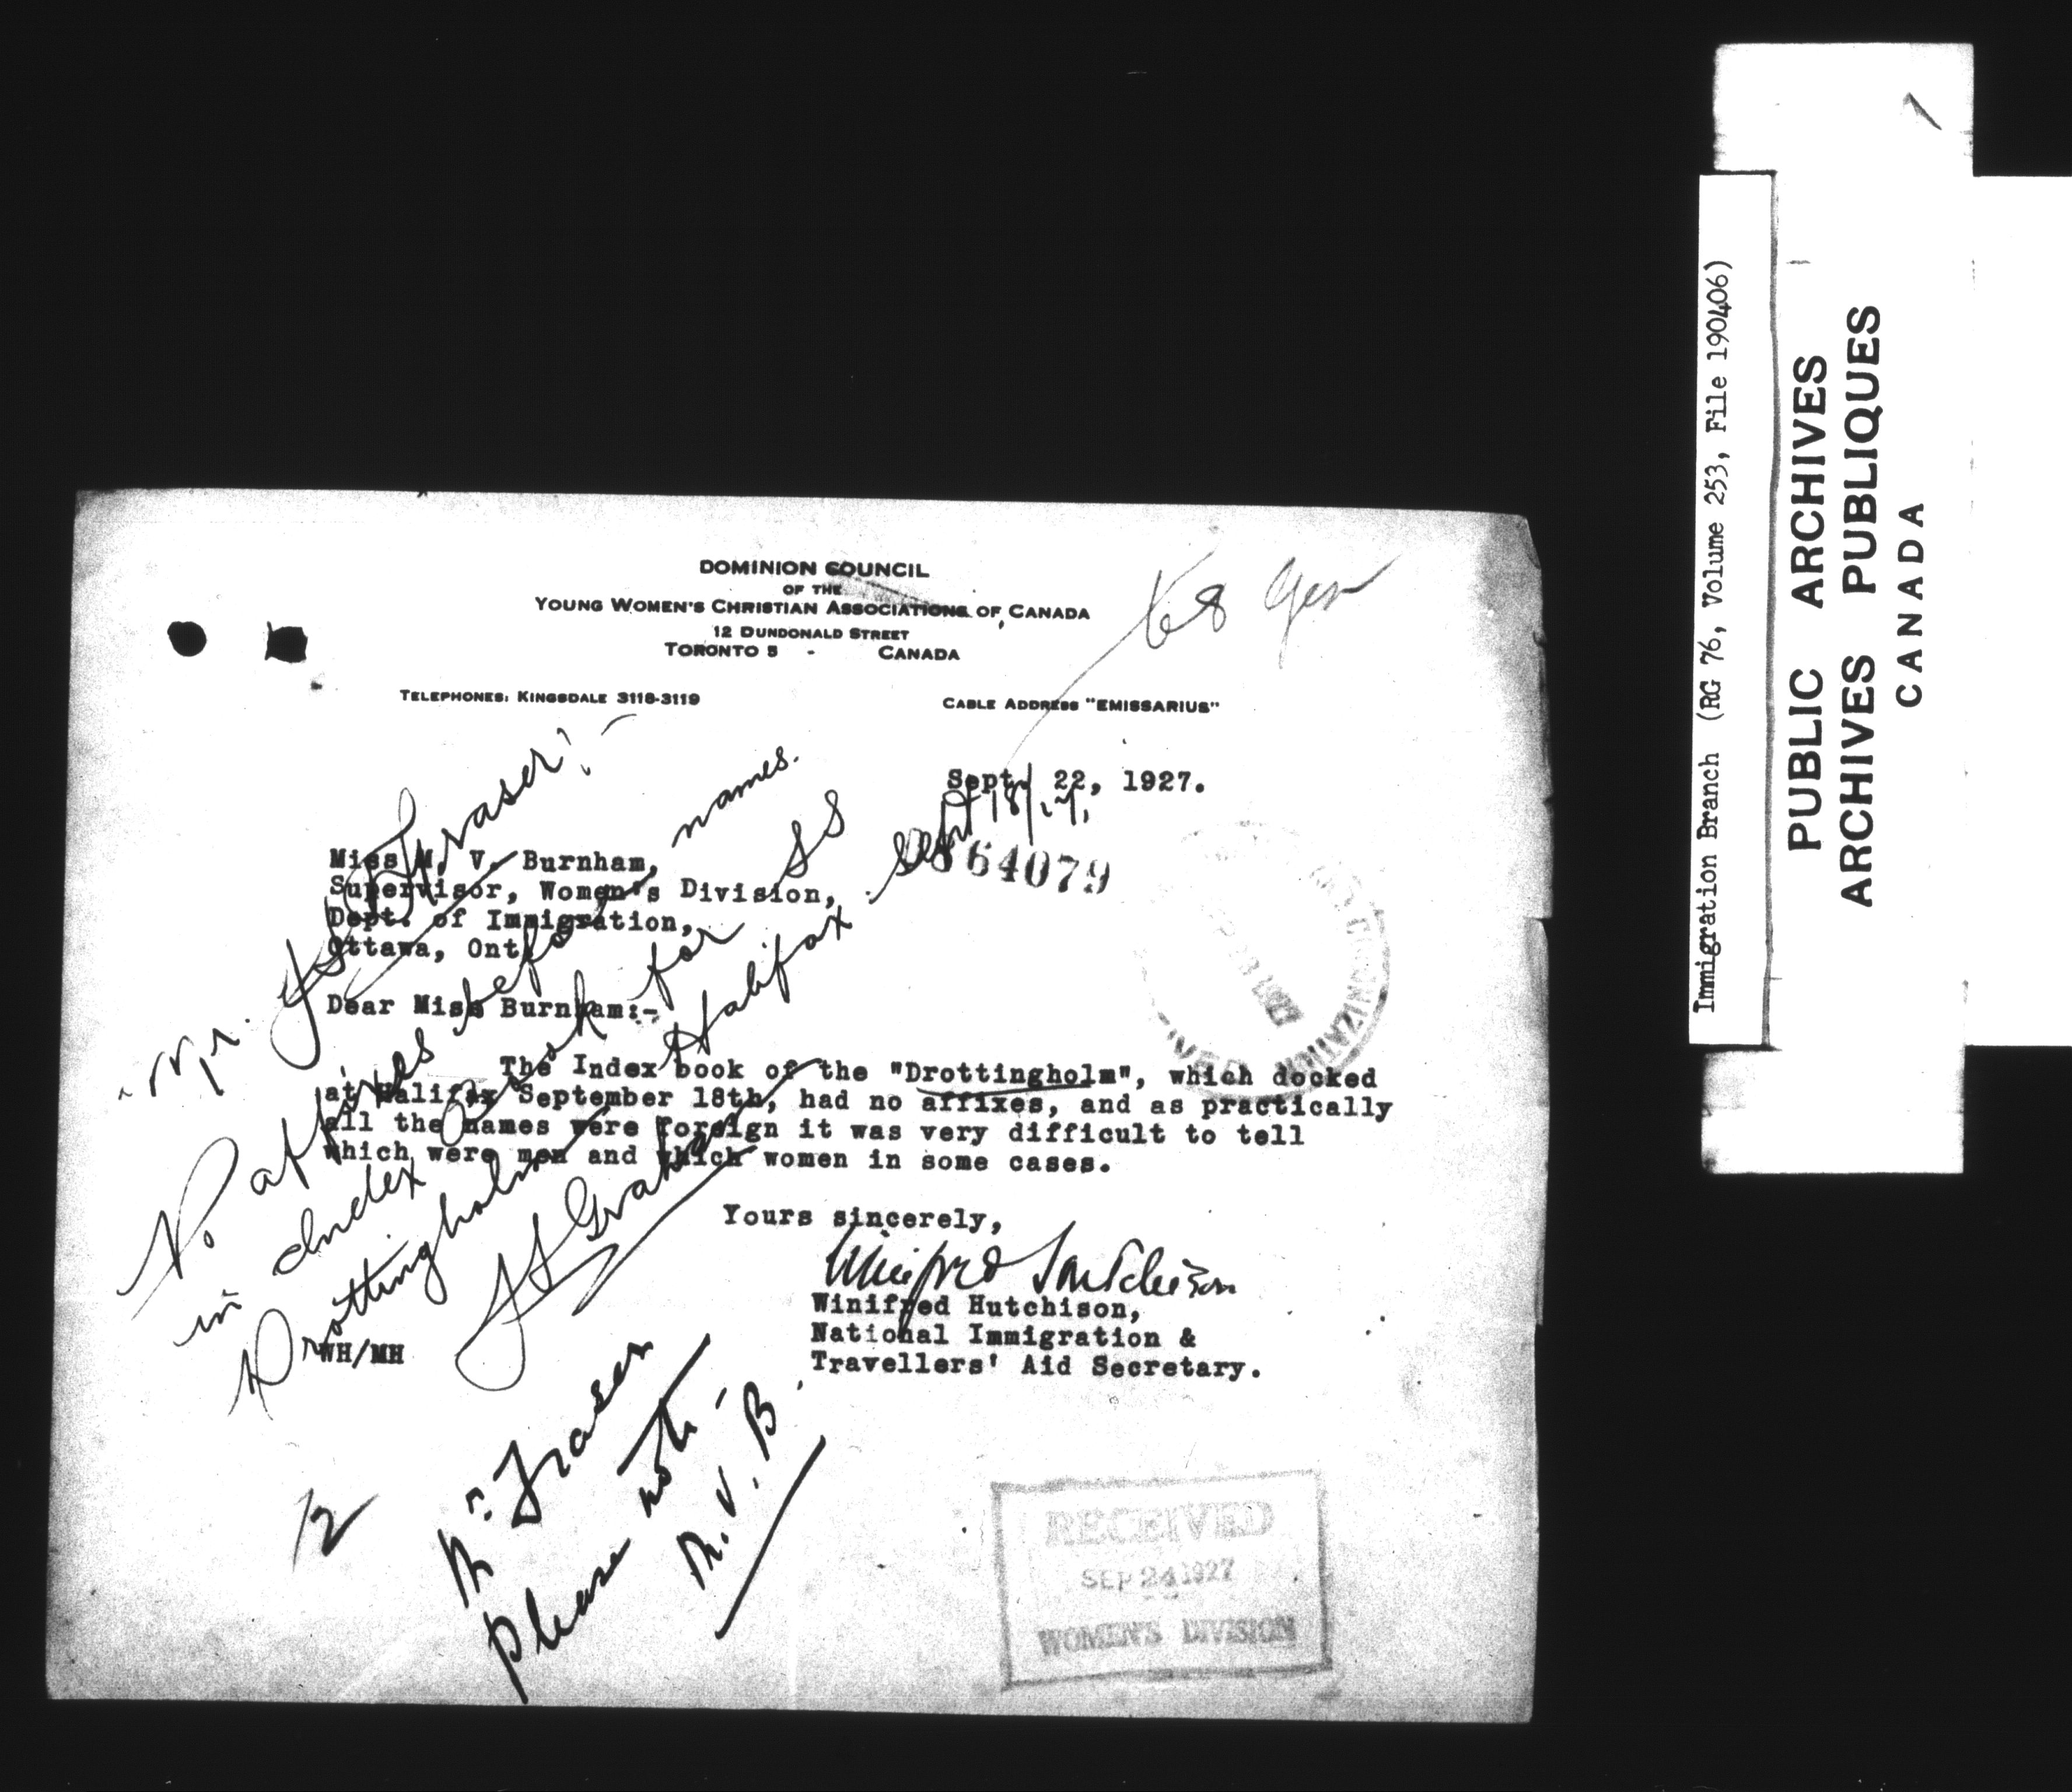 DOMINION COUNCIL
OF THE
YOUNG WOMEN'S CHRISTIAN ASSOCIATIONS OF CANADA
12 DUNDONALD STREET
TORONTO 5 - CANADA
TELEPHONES: KINGSDALE 3118-3119
CABLE ADDRESS "EMISSARIUS"
Sept. 22, 1927.
64079
Miss M. V. Burnham,
Supervisor, Women's Division,
Dept. of Immigration,
Ottawa, Ont.
Dear Miss Burnham:-
The Index book of the "Drottingholm", which docked
at Halifax September 18th, had no affixes, and as practically
all the names were foreign it was very difficult to tell
which were men and which women in some cases.
Yours sincerely,
Winifred Hutchison
Winifred Hutchison,
National Immigration &
Travellers' Aid Secretary.
WH/MH
Mr. Fraser:-
No affixes before names.
in Index Book for SS
Drottingholm Halifax Sept 18/27.
Mr Fraser
please note -
M. V. B.
12
RECEIVED
SEP 24 1927
WOMEN'S DIVISION
Immigration Branch (RG 76, Volume 253, File 190406)
PUBLIC ARCHIVES
ARCHIVES PUBLIQUES
CANADA